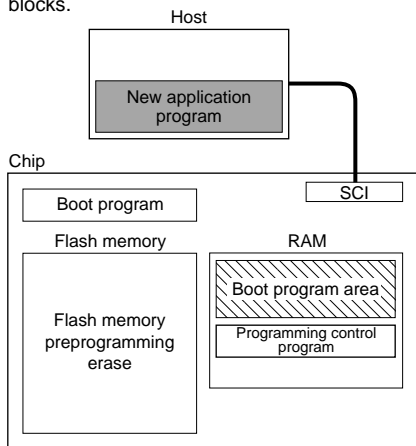 blocks.
Host
New application
program
Chip
SCI
Boot program
Flash memory
RAM
Flash memory
preprogramming
erase
Boot program area
Programming control
program